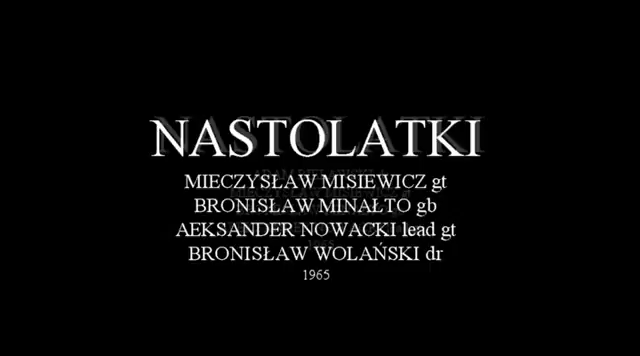 NASTOLATKI
MIECZYSŁAW MISIEWICZ gt
BRONISŁAW MINAŁTO gb
AEKSANDER NOWACKI lead gt
BRONISŁAW WOLAŃSKI dr
1965